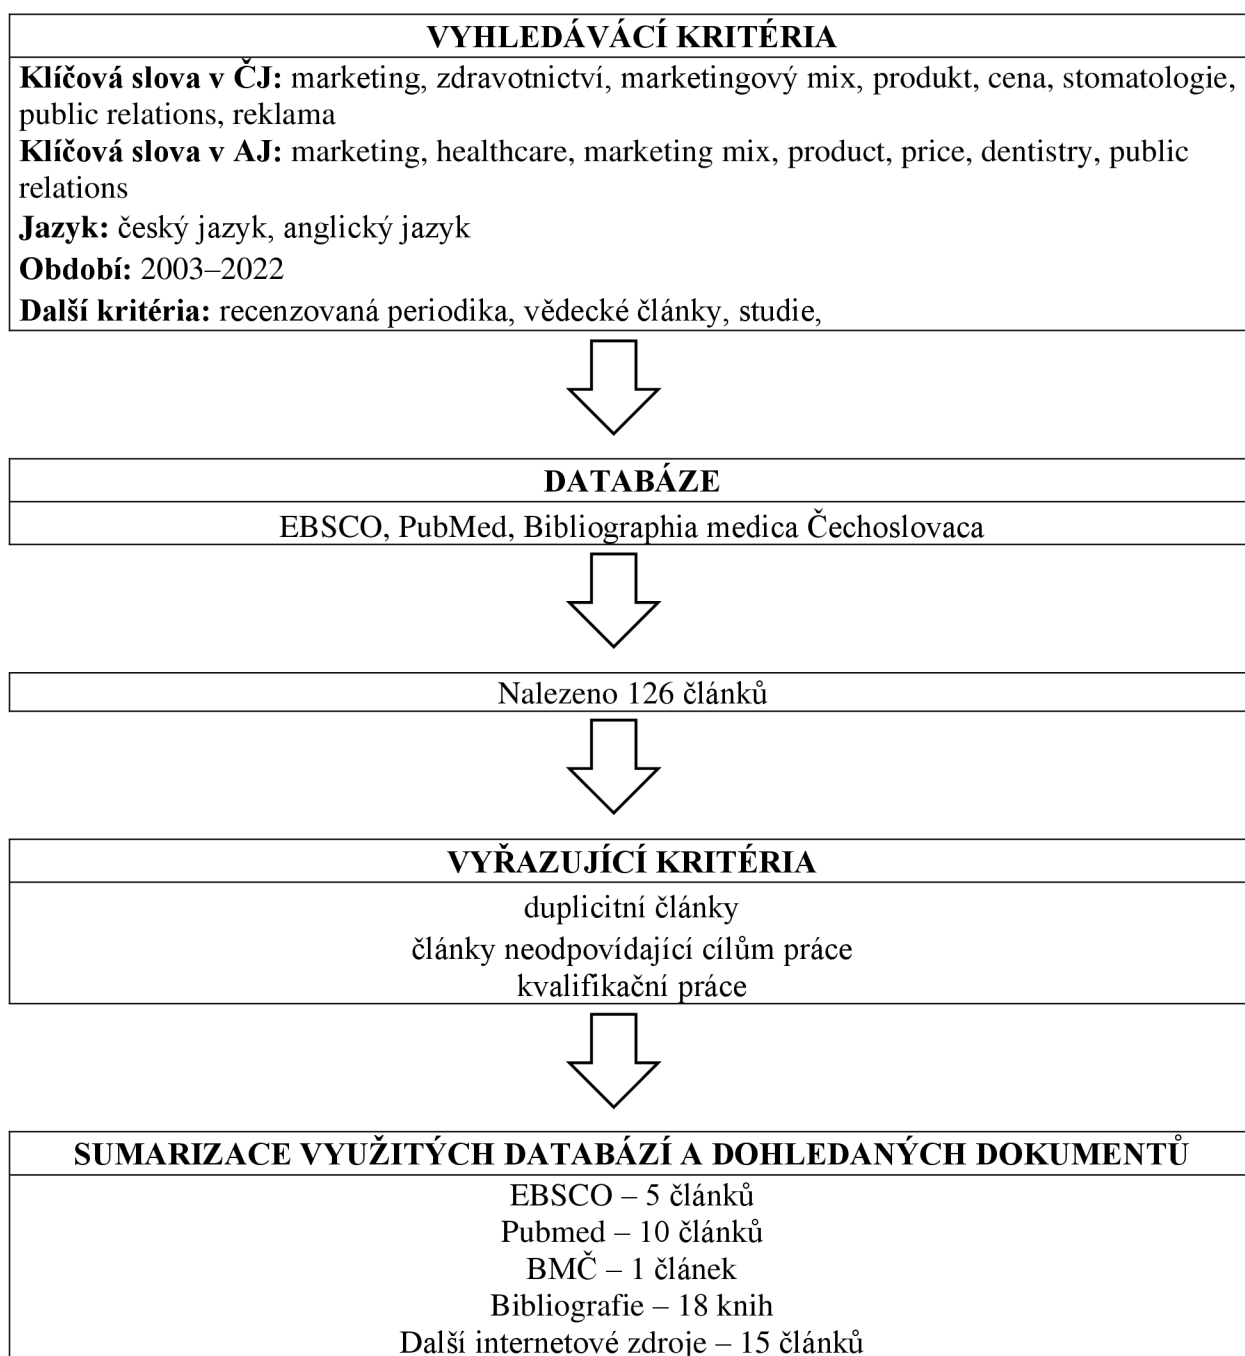 VYHLEDÁVÁCÍ KRITÉRIA
Klíčová slova v ČJ: marketing, zdravotnictví, marketingový mix, produkt, cena, stomatologie,
public relations, reklama
Klíčová slova v AJ: marketing, healthcare, marketing mix, product, price, dentistry, public
relations
Jazyk: český jazyk, anglický jazyk
Období: 2003–2022
Další kritéria: recenzovaná periodika, vědecké články, studie,
DATABÁZE
EBSCO, PubMed, Bibliographia medica Čechoslovaca
Nalezeno 126 článků
VYŘAZUJÍCÍ KRITÉRIA
duplicitní články
články neodpovídající cílům práce
kvalifikační práce
SUMARIZACE VYUŽITÝCH DATABÁZÍ A DOHLEDANÝCH DOKUMENTŮ
EBSCO – 5 článků
Pubmed – 10 článků
BMČ – 1 článek
Bibliografie – 18 knih
Další internetové zdroje – 15 článků